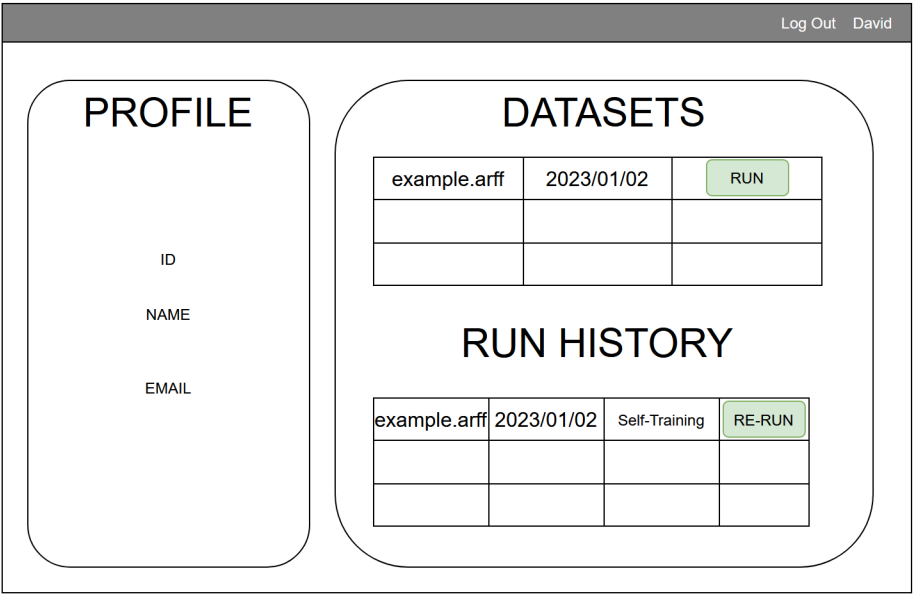 Log Out David
PROFILE
ID
NAME
EMAIL
DATASETS
example.arff 2023/01/02 RUN
RUN HISTORY
example.arff 2023/01/02 Self-Training RE-RUN